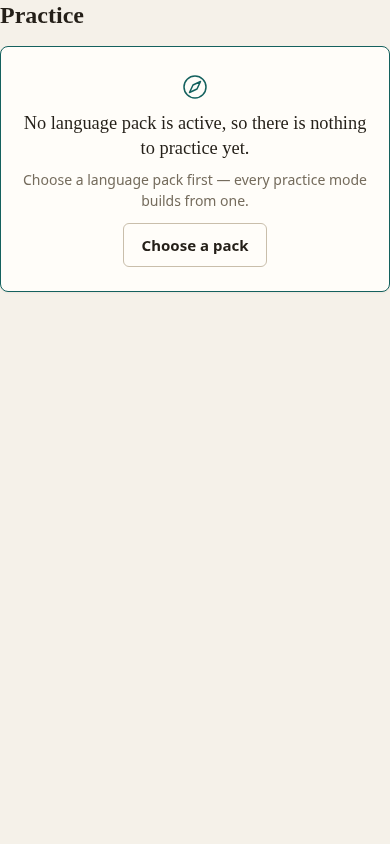 Practice
No language pack is active, so there is nothing
to practice yet.
Choose a language pack first — every practice mode
builds from one.
Choose a pack